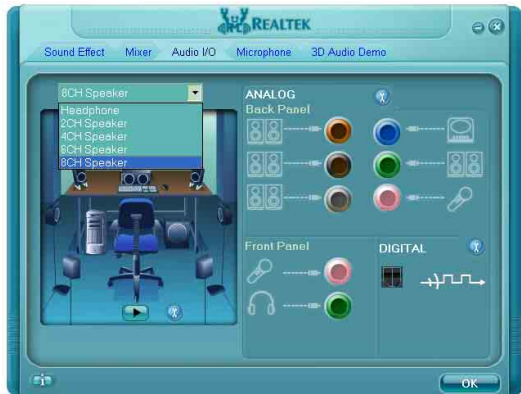 REALTEK
Sound Effect Mixer Audio I/O Microphone 3D Audio Demo
8CH Speaker
Headphone
2CH Speaker
4CH Speaker
6CH Speaker
8CH Speaker
ANALOG
Back Panel
Front Panel
DIGITAL
i
OK